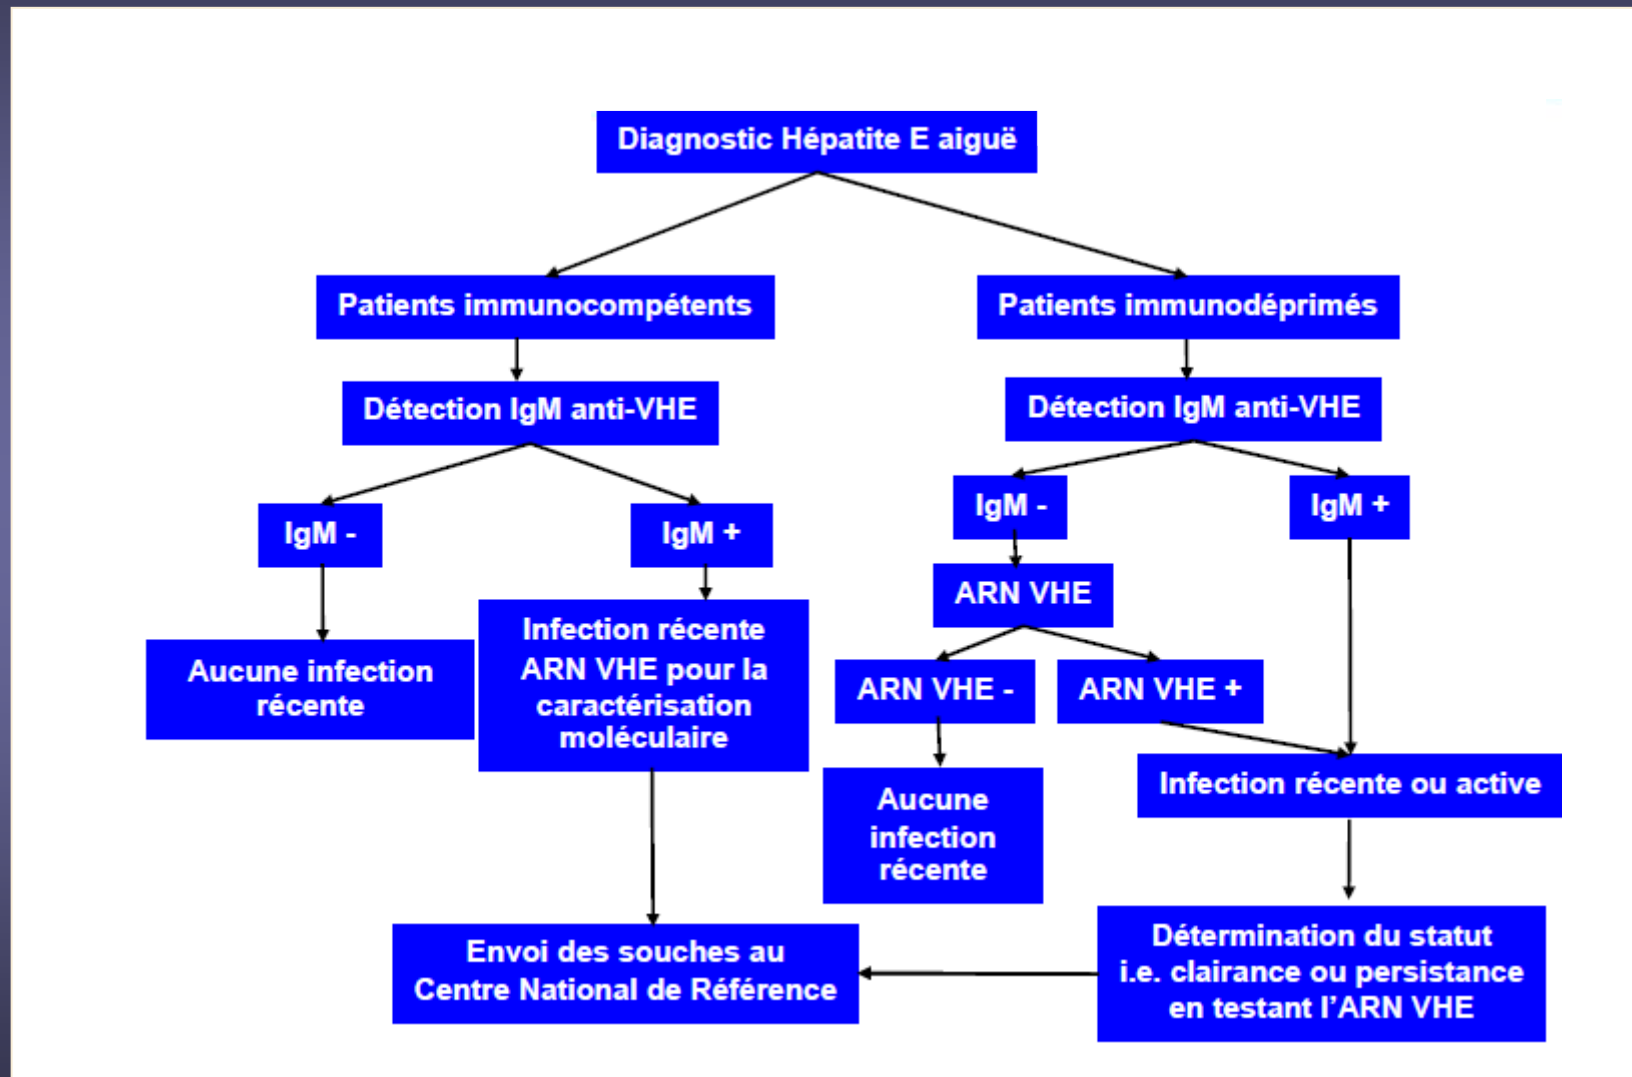 Diagnostic Hépatite E aiguë
Patients immunocompétents
Patients immunodéprimés
Détection IgM anti-VHE
Détection IgM anti-VHE
IgM -
IgM +
IgM -
IgM +
ARN VHE
Aucune infection
récente
Infection récente
ARN VHE pour la
caractérisation
moléculaire
ARN VHE -
ARN VHE +
Aucune
infection
récente
Infection récente ou active
Envoi des souches au
Centre National de Référence
Détermination du statut
i.e. clairance ou persistance
en testant l'ARN VHE